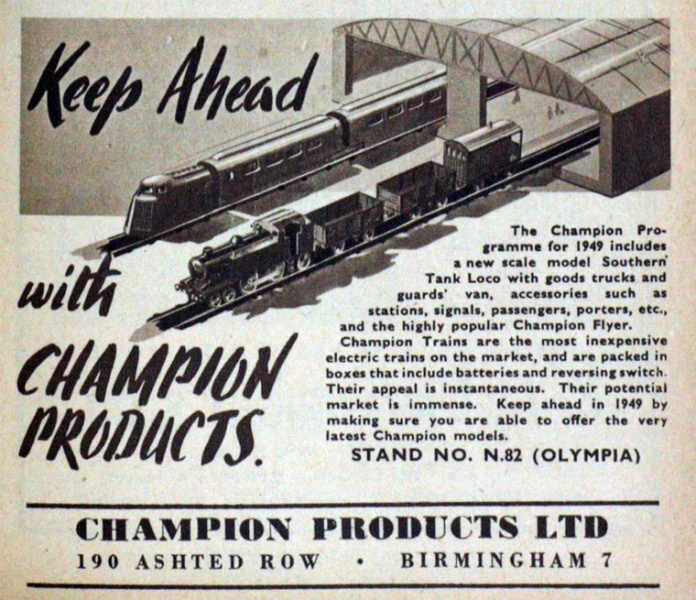 Keep Ahead
with
CHAMPION
PRODUCTS.
The Champion Pro-
gramme for 1949 includes
a new scale model Southern
Tank Loco with goods trucks and
guards' van, accessories such as
stations, signals, passengers, porters, etc.,
and the highly popular Champion Flyer.
Champion Trains are the most inexpensive
electric trains on the market, and are packed in
boxes that include batteries and reversing switch.
Their appeal is instantaneous. Their potential
market is immense. Keep ahead in 1949 by
making sure you are able to offer the very
latest Champion models.
STAND NO. N.82 (OLYMPIA)
CHAMPION PRODUCTS LTD
190 ASHTED ROW • BIRMINGHAM 7